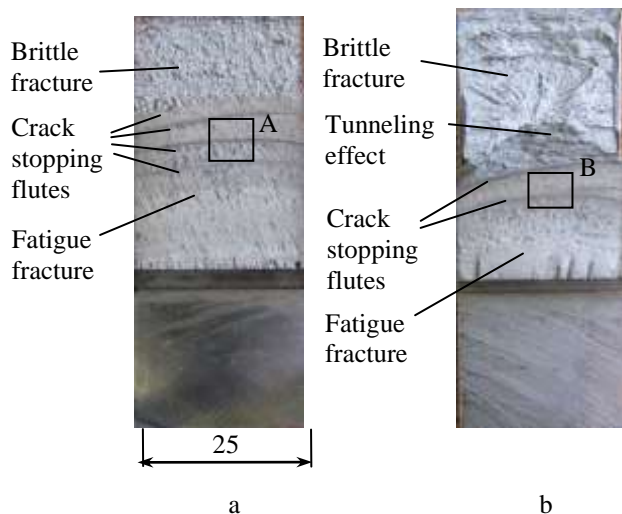 Brittle
fracture
A
Crack
stopping
flutes
Fatigue
fracture
25
a
Brittle
fracture
Tunneling
effect
B
Crack
stopping
flutes
Fatigue
fracture
b